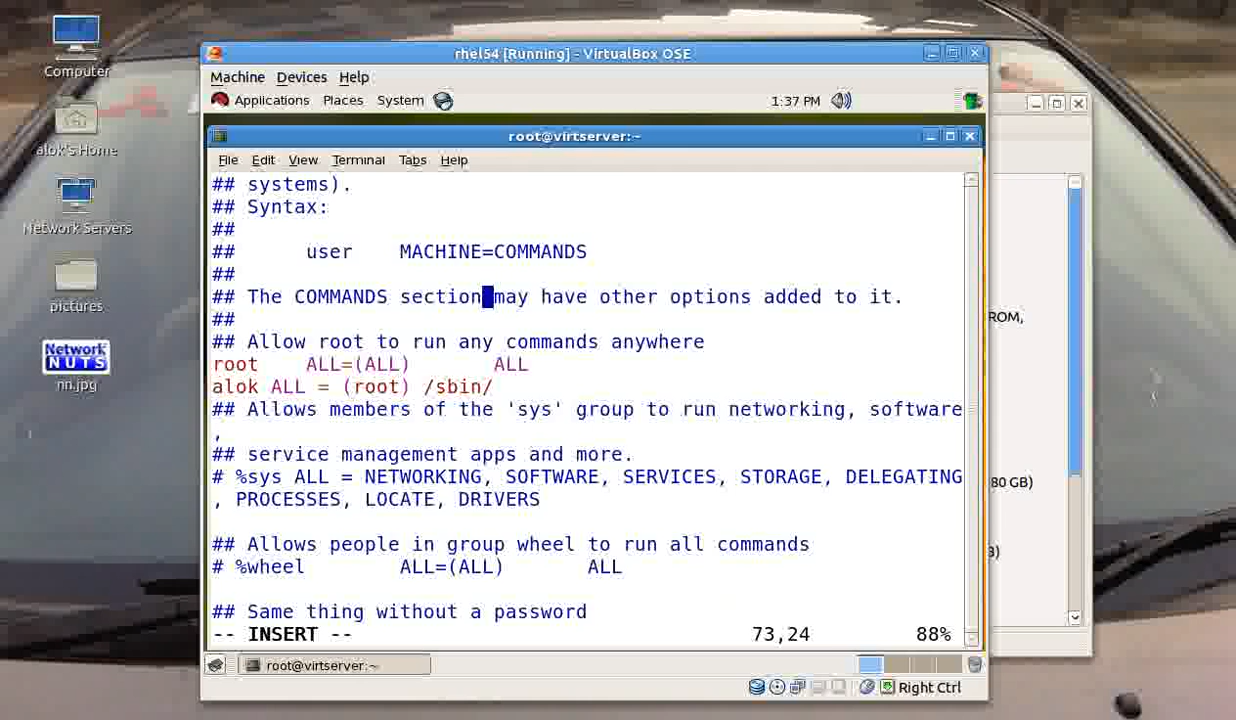 Computer
alok's Home
Network Servers
pictures
Network
NUTS
nn.jpg
rhel54 [Running] - VirtualBox OSE
Machine Devices Help
Applications Places System 1:37 PM
root@virtserver:~
File Edit View Terminal Tabs Help
## systems).
## Syntax:
##
## user MACHINE=COMMANDS
##
## The COMMANDS section may have other options added to it.
##
## Allow root to run any commands anywhere
root ALL=(ALL) ALL
alok ALL = (root) /sbin/
## Allows members of the 'sys' group to run networking, software
,
## service management apps and more.
# %sys ALL = NETWORKING, SOFTWARE, SERVICES, STORAGE, DELEGATING
, PROCESSES, LOCATE, DRIVERS
## Allows people in group wheel to run all commands
# %wheel ALL=(ALL) ALL
## Same thing without a password
-- INSERT -- 73,24 88%
root@virtserver:~
Right Ctrl
ROM,
80 GB)